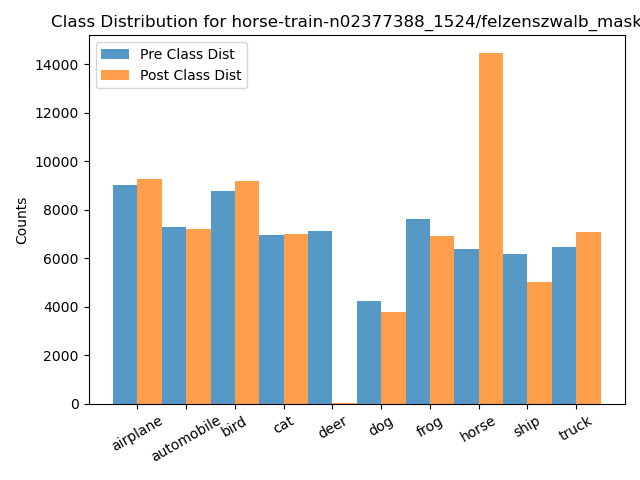 Class Distribution for horse-train-n02377388_1524/felzenszwalb_mask
Pre Class Dist
Post Class Dist
Counts
14000
12000
10000
8000
6000
4000
2000
0
airplane
automobile
bird
cat
deer
dog
frog
horse
ship
truck